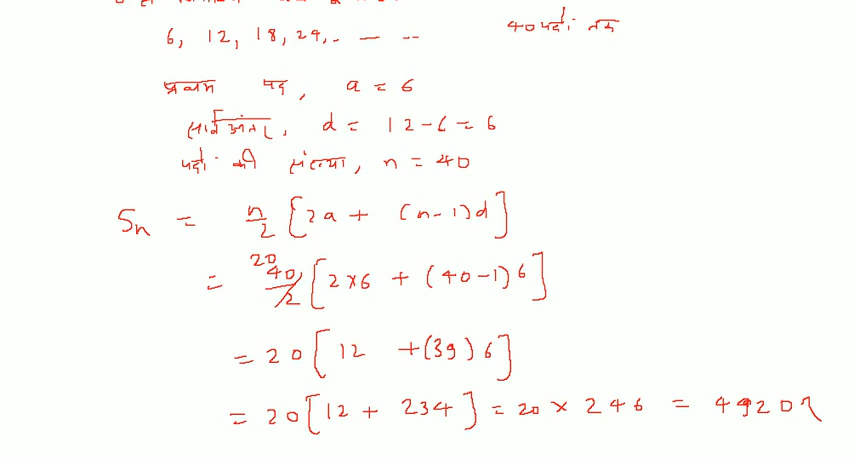 6, 12, 18, 24, - — --  40 पदों तक
प्रथम पद, a = 6
सार्व अंतर, d = 12 - 6 = 6
पदों की संख्या, n = 40
Sn = n/2 [2a + (n-1)d]
= 20 40/2 [2×6 + (40-1)6]
= 20 [12 + (39)6]
= 20 [12 + 234] = 20 × 246 = 4920